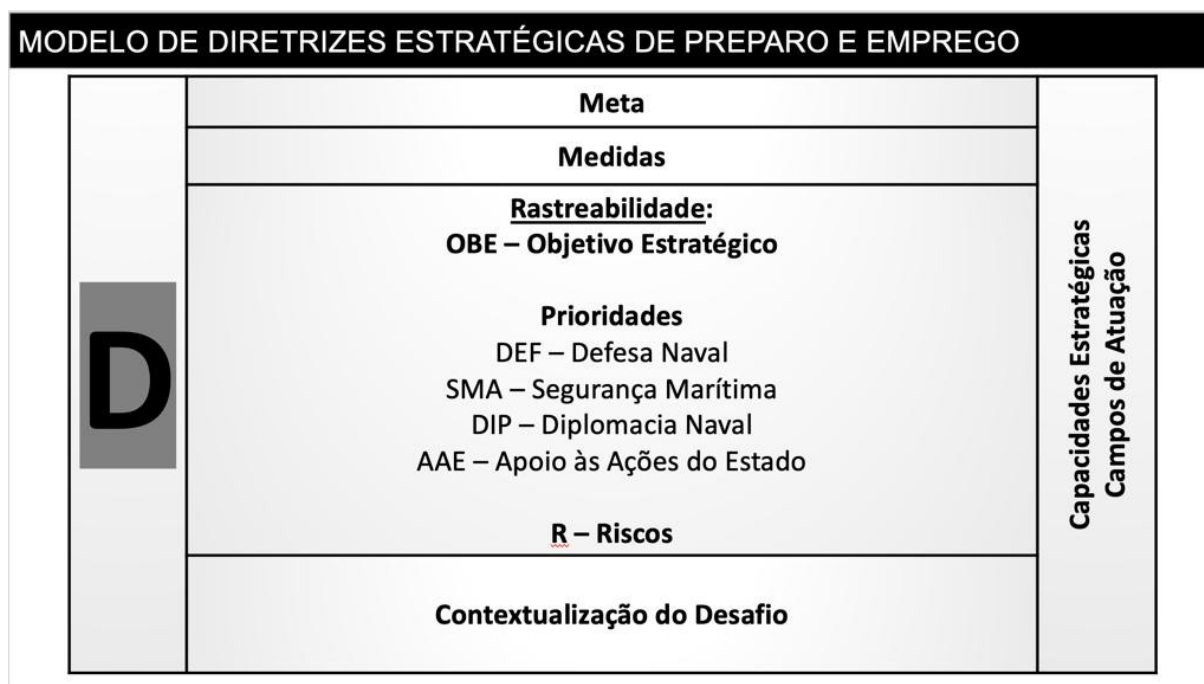 MODELO DE DIRETRIZES ESTRATÉGICAS DE PREPARO E EMPREGO
D
Meta
Medidas
Rastreabilidade:
OBE – Objetivo Estratégico
Prioridades
DEF – Defesa Naval
SMA – Segurança Marítima
DIP – Diplomacia Naval
AAE – Apoio às Ações do Estado
R – Riscos
Contextualização do Desafio
Capacidades Estratégicas
Campos de Atuação